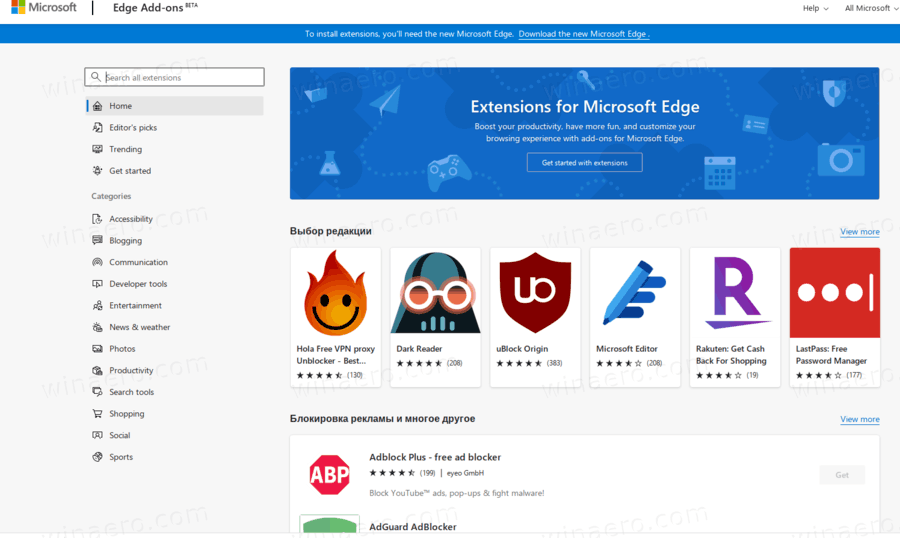 Microsoft
Edge Add-ons BETA
Help
All Microsoft
To install extensions, you'll need the new Microsoft Edge. Download the new Microsoft Edge.
Search all extensions
Home
Editor's picks
Trending
Get started
Categories
Accessibility
Blogging
Communication
Developer tools
Entertainment
News & weather
Photos
Productivity
Search tools
Shopping
Social
Sports
Extensions for Microsoft Edge
Boost your productivity, have more fun, and customize your
browsing experience with add-ons for Microsoft Edge.
Get started with extensions
Выбор редакции
View more
Hola Free VPN proxy
Unblocker - Best...
(130)
Dark Reader
(208)
uBlock Origin
(383)
Microsoft Editor
(208)
Rakuten: Get Cash
Back For Shopping
(19)
LastPass: Free
Password Manager
(177)
Блокировка рекламы и многое другое
View more
ABP
Adblock Plus - free ad blocker
(199) | eyeo GmbH
Block YouTube™ ads, pop-ups & fight malware!
Get
AdGuard AdBlocker
winaero.com